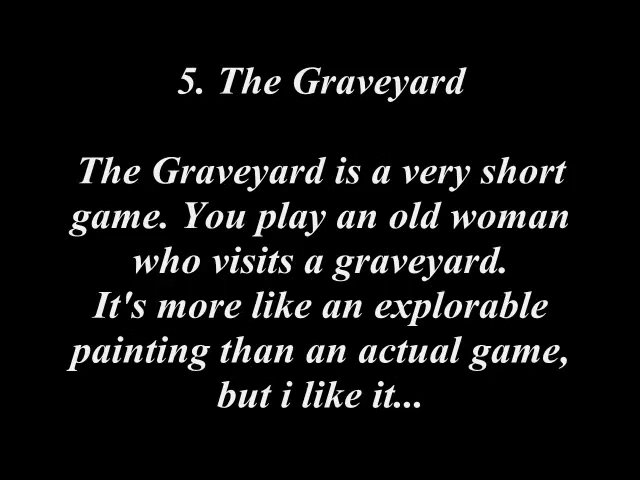 5. The Graveyard
The Graveyard is a very short
game. You play an old woman
who visits a graveyard.
It's more like an explorable
painting than an actual game,
but i like it...